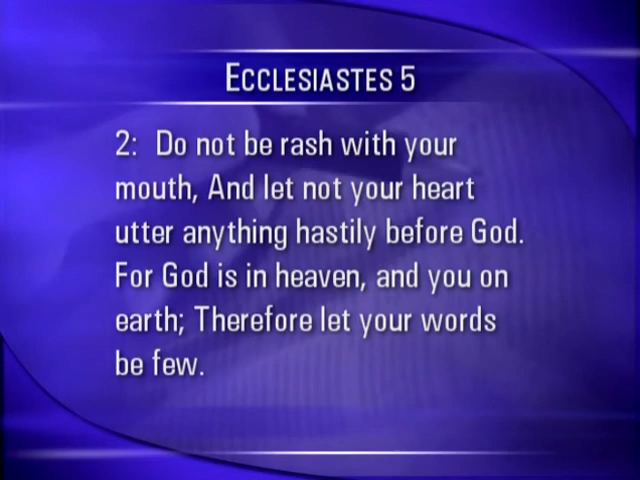 ECCLESIASTES 5
2: Do not be rash with your
mouth, And let not your heart
utter anything hastily before God.
For God is in heaven, and you on
earth; Therefore let your words
be few.